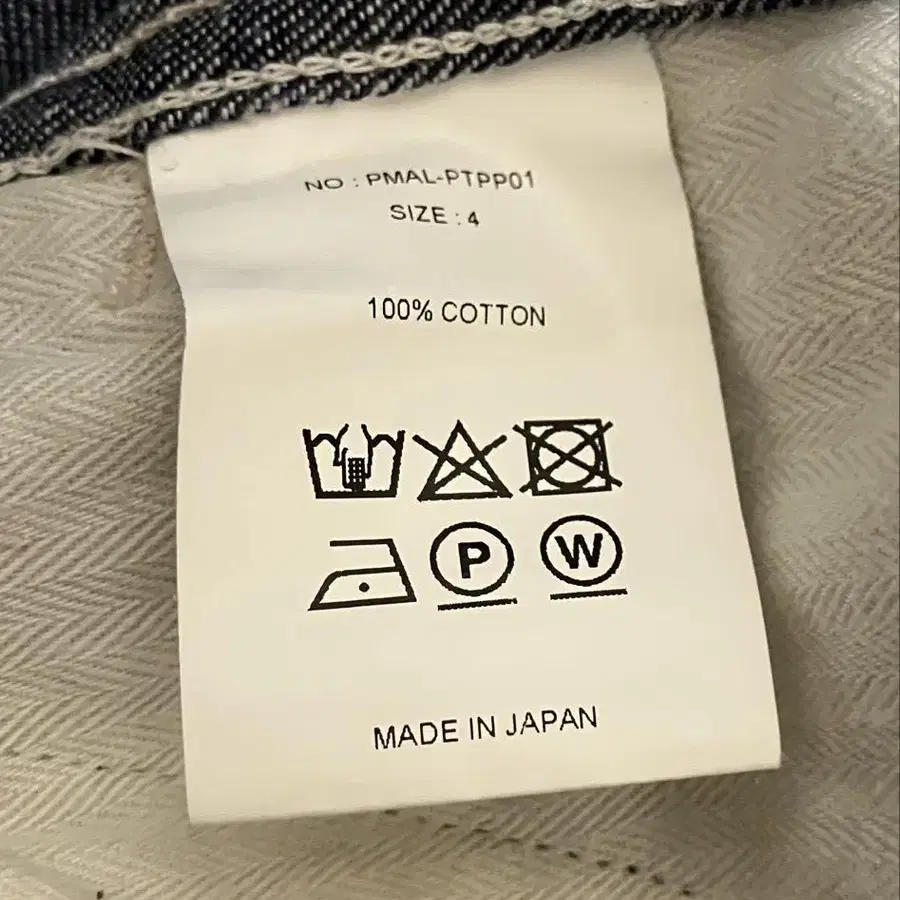 NO : PMAL-PTPP01
SIZE : 4
100% COTTON
P W
MADE IN JAPAN